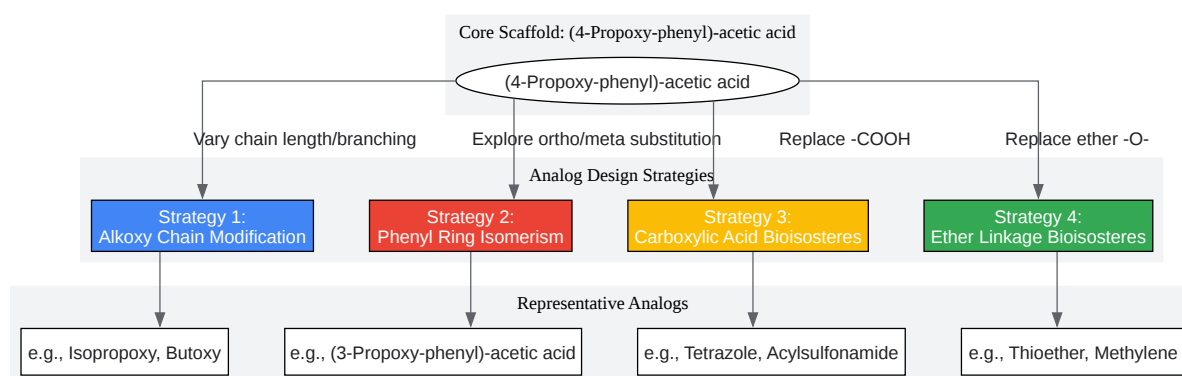 Core Scaffold: (4-Propoxy-phenyl)-acetic acid
(4-Propoxy-phenyl)-acetic acid
Vary chain length/branching
Explore ortho/meta substitution
Replace -COOH
Replace ether -O-
Analog Design Strategies
Strategy 1:
Alkoxy Chain Modification
Strategy 2:
Phenyl Ring Isomerism
Strategy 3:
Carboxylic Acid Bioisosteres
Strategy 4:
Ether Linkage Bioisosteres
Representative Analogs
e.g., Isopropoxy, Butoxy
e.g., (3-Propoxy-phenyl)-acetic acid
e.g., Tetrazole, Acylsulfonamide
e.g., Thioether, Methylene